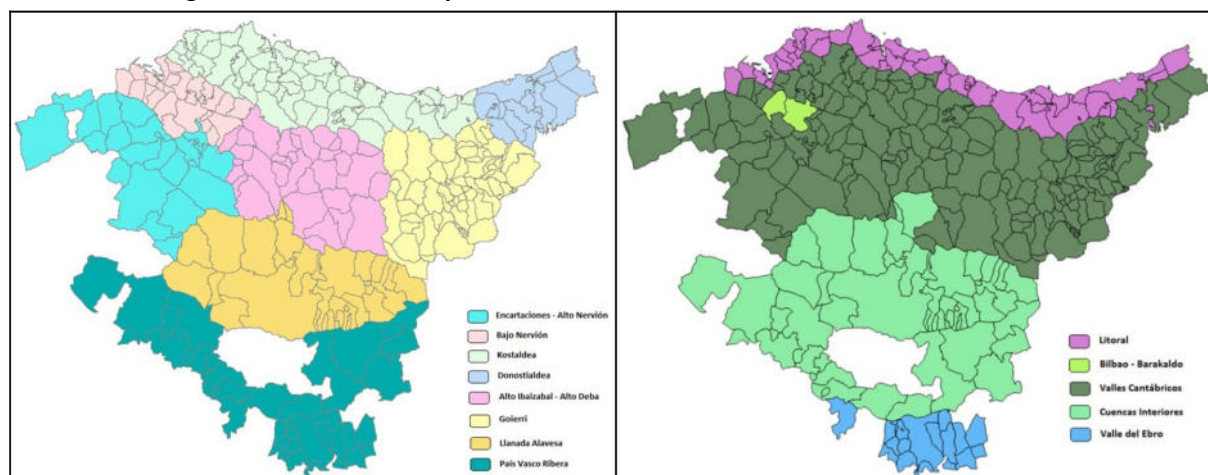 Encartaciones - Alto Nervión
Bajo Nervión
Kostaldea
Donostialdea
Alto Ibaizabal - Alto Deba
Goierri
Llanada Alavesa
País Vasco Ribera
Litoral
Bilbao - Barakaldo
Valles Cantábricos
Cuencas Interiores
Valle del Ebro